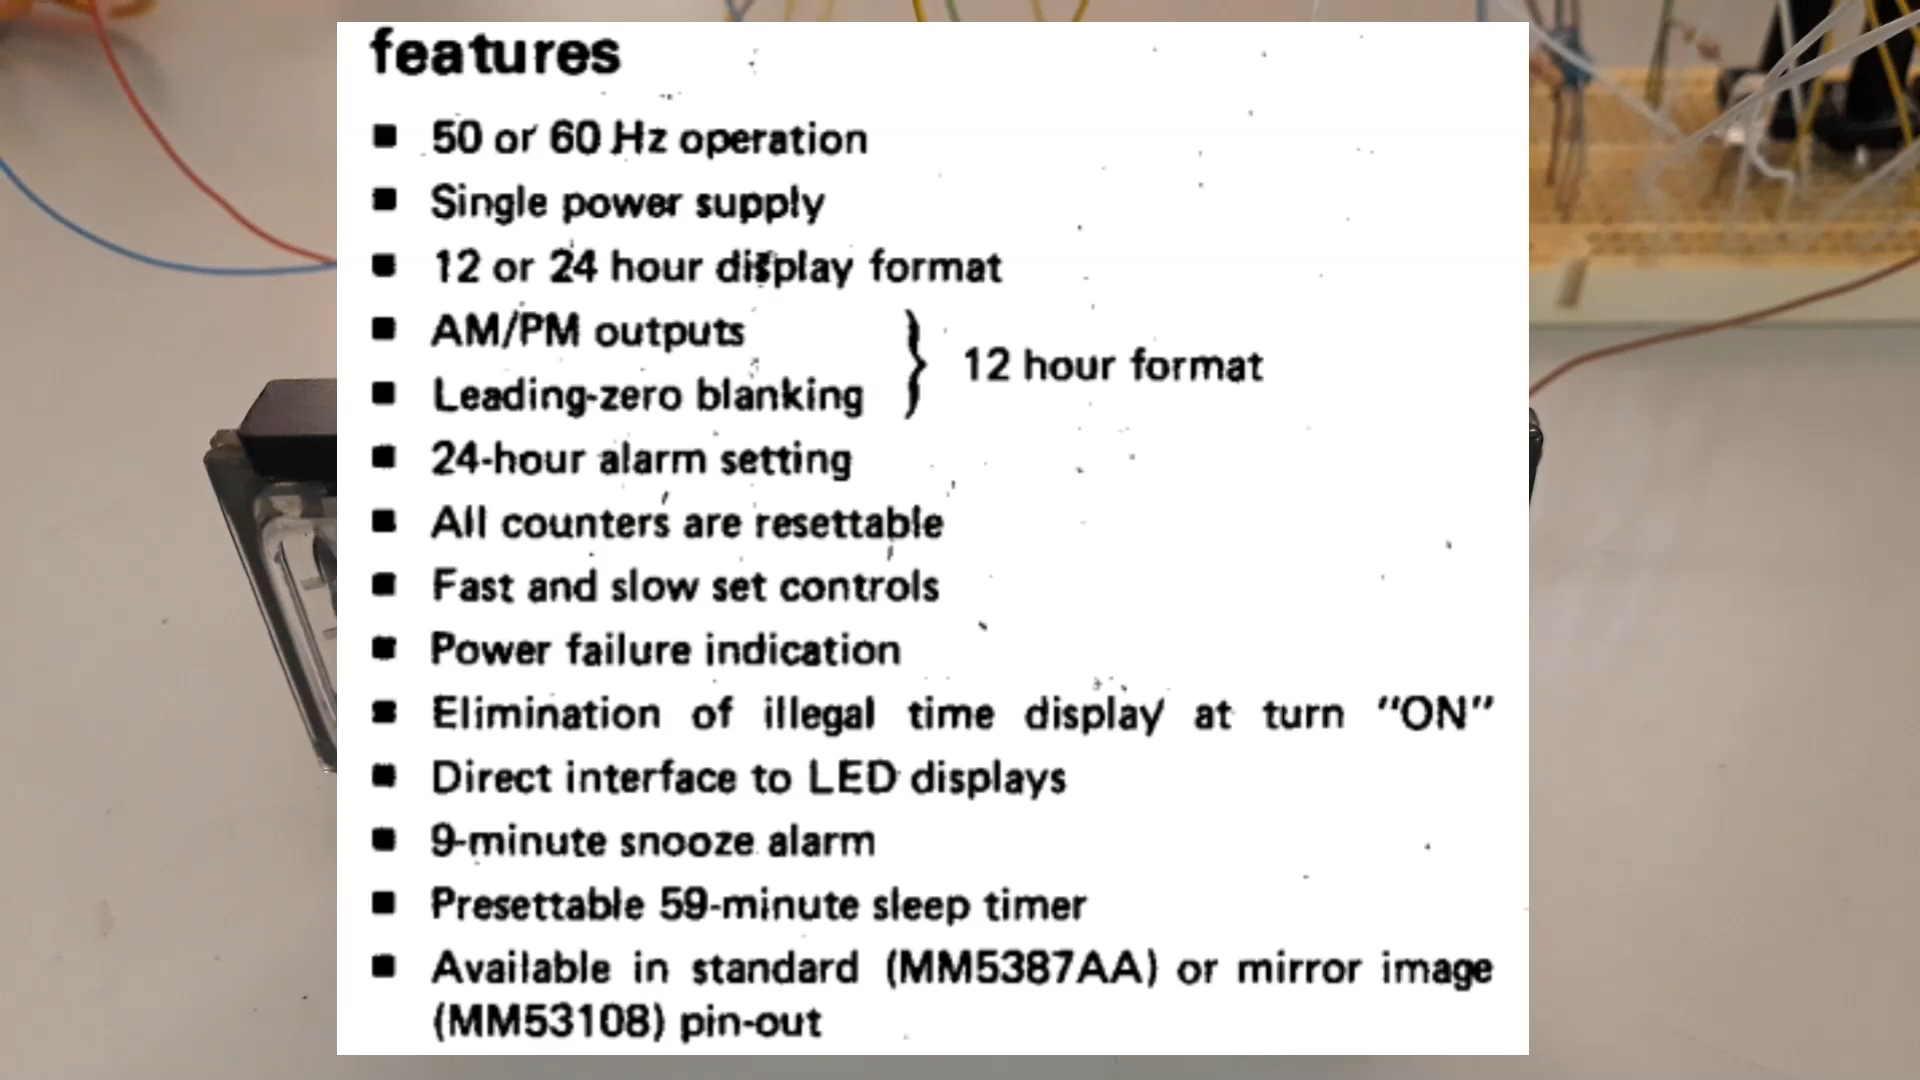 features
■ 50 or 60 Hz operation
■ Single power supply
■ 12 or 24 hour display format
■ AM/PM outputs
■ Leading-zero blanking } 12 hour format
■ 24-hour alarm setting
■ All counters are resettable
■ Fast and slow set controls
■ Power failure indication
■ Elimination of illegal time display at turn "ON"
■ Direct interface to LED displays
■ 9-minute snooze alarm
■ Presettable 59-minute sleep timer
■ Available in standard (MM5387AA) or mirror image
(MM53108) pin-out